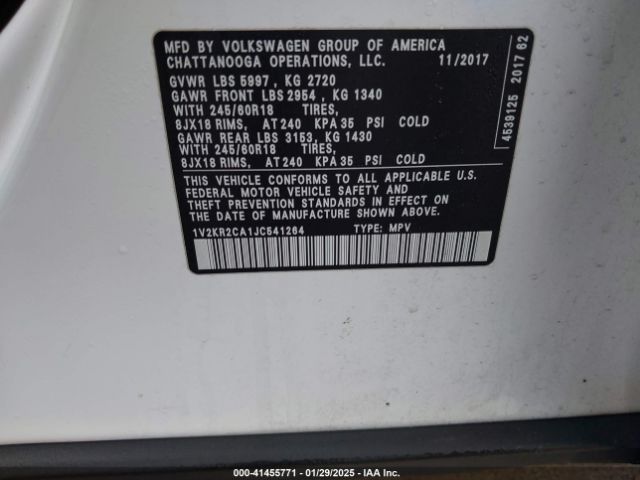 MFD BY VOLKSWAGEN GROUP OF AMERICA
CHATTANOOGA OPERATIONS, LLC. 11/2017
GVWR LBS 5997 , KG 2720
GAWR FRONT LBS 2954 , KG 1340
WITH 245/60R18 TIRES,
8JX18 RIMS, AT 240 KPA 35 PSI COLD
GAWR REAR LBS 3153, KG 1430
WITH 245/60R18 TIRES,
8JX18 RIMS, AT 240 KPA 35 PSI COLD
THIS VEHICLE CONFORMS TO ALL APPLICABLE U.S.
FEDERAL MOTOR VEHICLE SAFETY AND
THEFT PREVENTION STANDARDS IN EFFECT
ON THE DATE OF MANUFACTURE SHOWN ABOVE.
1V2KR2CA1JC541264 TYPE: MPV
4539125 2017 62
000-41455771 - 01/29/2025 - IAA Inc.